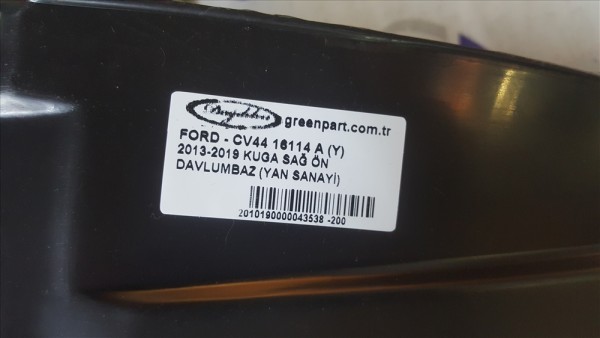 greenpart.com.tr
FORD - CV44 16114 A (Y)
2013-2019 KUGA SAĞ ÖN
DAVLUMBAZ (YAN SANAYİ)
2010190000043538 -200